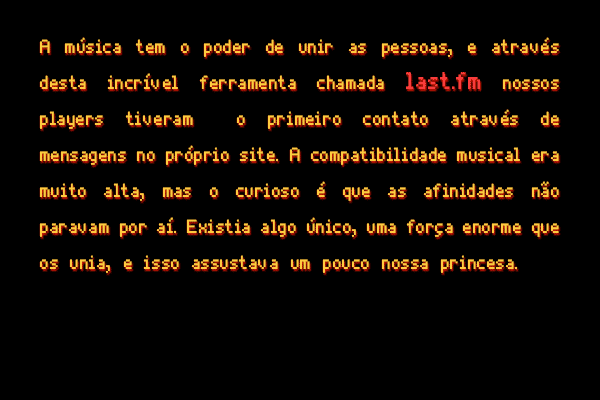 A música tem o poder de unir as pessoas, e através
desta incrível ferramenta chamada last.fm nossos
players tiveram o primeiro contato através de
mensagens no próprio site. A compatibilidade musical era
muito alta, mas o curioso é que as afinidades não
paravam por aí. Existia algo único, uma força enorme que
os unia, e isso assustava um pouco nossa princesa.